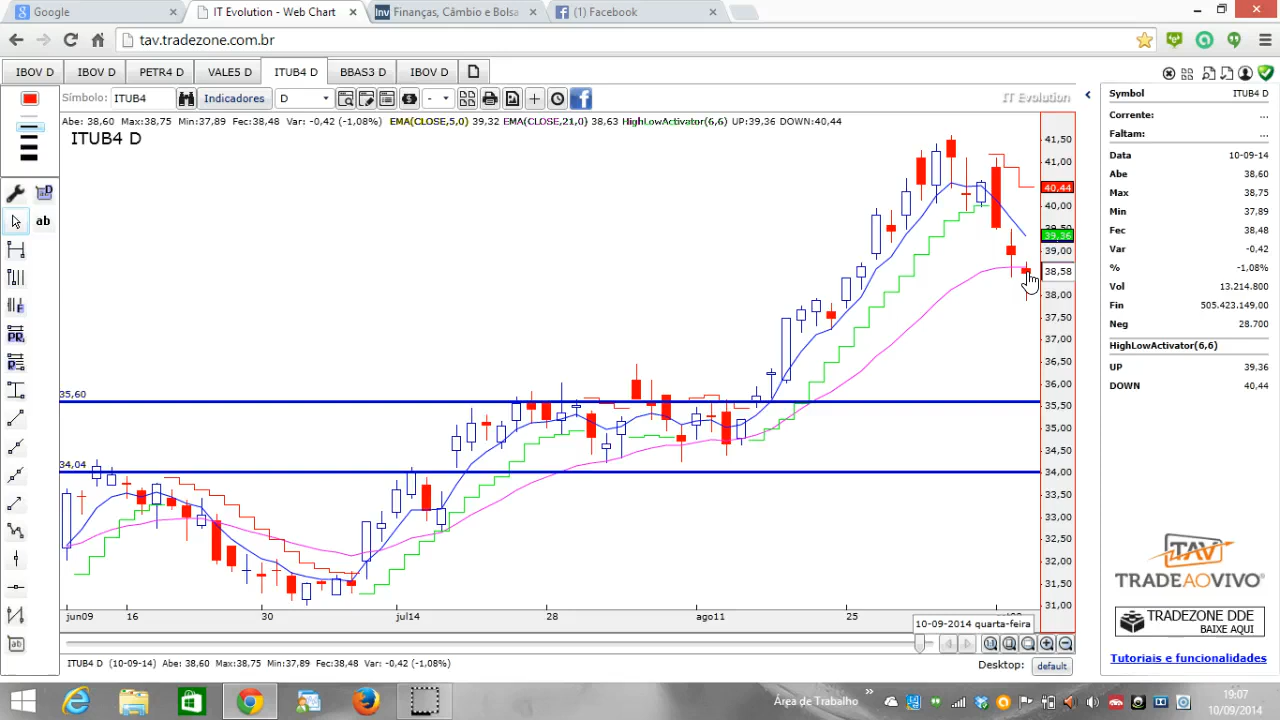 Google
IT Evolution - Web Chart
Finanças, Câmbio e Bolsa
(1) Facebook
tav.tradezone.com.br
IBOV D
IBOV D
PETR4 D
VALE5 D
ITUB4 D
BBAS3 D
IBOV D
Símbolo:
ITUB4
Indicadores
D
-
IT Evolution
Abe: 38,60 Max:38,75 Min:37,89 Fec:38,48 Var: -0,42 (-1,08%) EMA(CLOSE,5,0) 39,32 EMA(CLOSE,21,0) 38,63 HighLowActivator(6,6) UP:39,36 DOWN:40,44
ITUB4 D
ab
35,60
34,04
41,50
41,00
40,44
40,00
39,36
39,00
38,58
38,00
37,50
37,00
36,50
36,00
35,50
35,00
34,50
34,00
33,50
33,00
32,50
32,00
31,50
31,00
jun09
16
30
jul14
28
ago11
25
10-09-2014 quarta-feira
ITUB4 D (10-09-14) Abe: 38,60 Max:38,75 Min:37,89 Fec:38,48 Var: -0,42 (-1,08%)
Desktop:
default
Symbol ITUB4 D
Corrente: ...
Faltam: ...
Data 10-09-14
Abe 38,60
Max 38,75
Min 37,89
Fec 38,48
Var -0,42
% -1,08%
Vol 13.214.800
Fin 505.423.149,00
Neg 28.700
HighLowActivator(6,6)
UP 39,36
DOWN 40,44
TAV
TRADEAOVIVO
TRADEZONE DDE
BAIXE AQUI
Tutoriais e funcionalidades
Área de Trabalho
19:07
10/09/2014